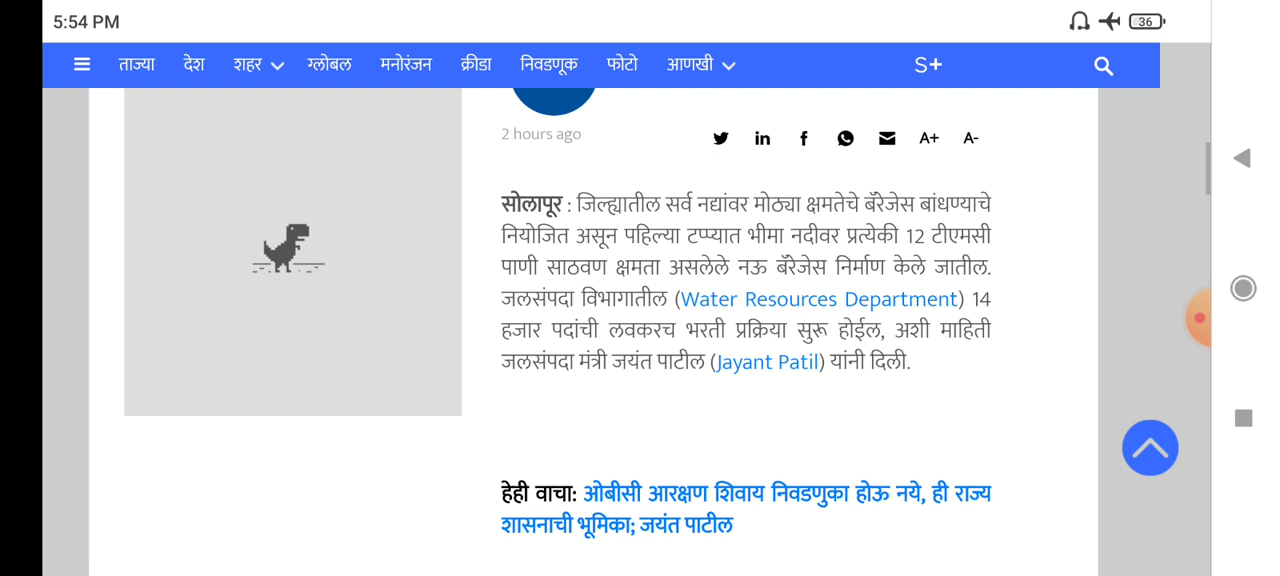 5:54 PM
36
ताज्या देश शहर ग्लोबल मनोरंजन क्रीडा निवडणूक फोटो आणखी S+
2 hours ago
A+ A-
सोलापूर : जिल्ह्यातील सर्व नद्यांवर मोठ्या क्षमतेचे बॅरेजेस बांधण्याचे
नियोजित असून पहिल्या टप्प्यात भीमा नदीवर प्रत्येकी 12 टीएमसी
पाणी साठवण क्षमता असलेले नऊ बॅरेजेस निर्माण केले जातील.
जलसंपदा विभागातील (Water Resources Department) 14
हजार पदांची लवकरच भरती प्रक्रिया सुरू होईल, अशी माहिती
जलसंपदा मंत्री जयंत पाटील (Jayant Patil) यांनी दिली.
हेही वाचा: ओबीसी आरक्षण शिवाय निवडणुका होऊ नये, ही राज्य
शासनाची भूमिका; जयंत पाटील